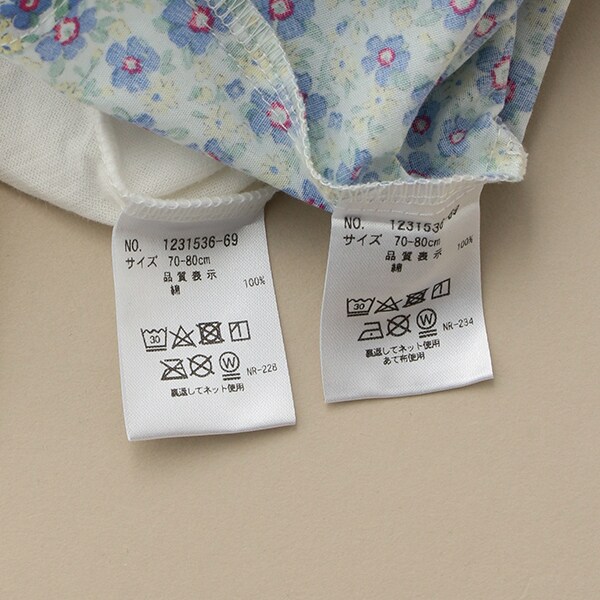 NO. 1231536-69
サイズ 70-80cm
品質表示
綿 100%
30
W NR-228
裏返してネット使用
NO. 1231536-69
サイズ 70-80cm
品質表示
綿 100%
30
W NR-234
裏返してネット使用
あて布使用